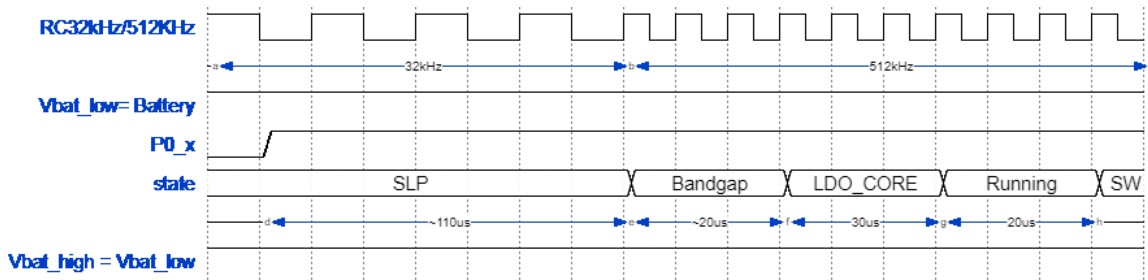 RC32kHz/512KHz
a 32kHz b 512kHz
Vbat_low= Battery
P0_x
state SLP Bandgap LDO_CORE Running SW
d ~110us e ~20us f 30us g 20us h
Vbat_high = Vbat_low